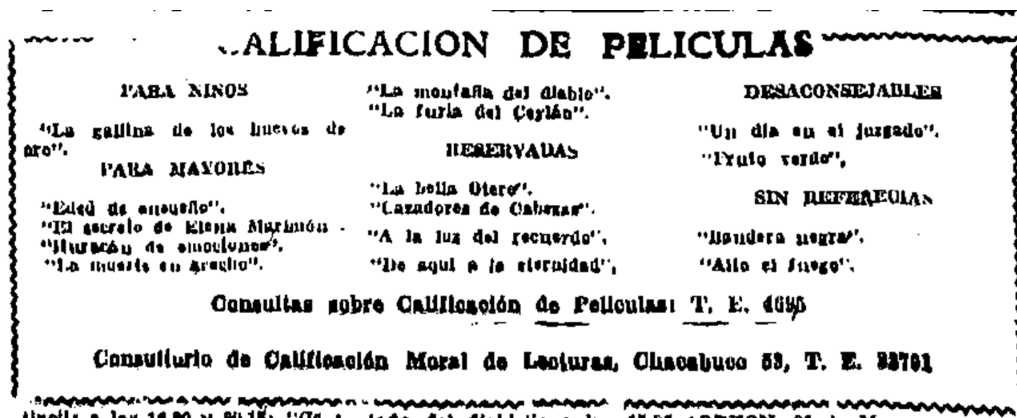 CALIFICACION DE PELICULAS
PARA NIÑOS
"La gallina de los huevos de
oro".
PARA MAYORES
"Edad de ensueño".
"El secreto de Elena Marimón
"Huracán de emociones".
"La muerte en acecho".
"La montaña del diablo".
"La furia del Ceylán".
RESERVADAS
"La bella Otero".
"Cazadores de Cabezas".
"A la luz del recuerdo".
"De aquí a la eternidad",
DESACONSEJABLES
"Un día en el juzgado".
"Fruto verde",
SIN REFERECIAS
"Bandera negra".
"Alto el fuego".
Consultas sobre Calificación de Peliculas: T. E.
Consultorio de Calificación Moral de Lecturas, Chacabuco 53, T. E.